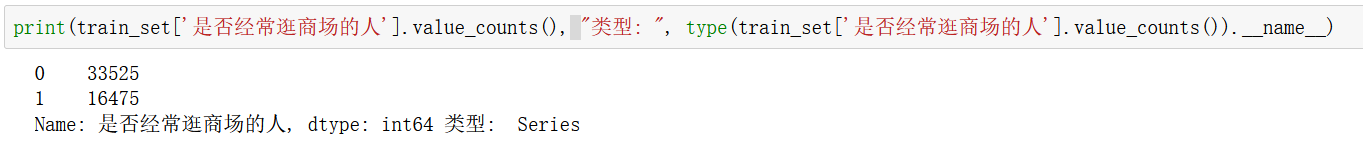 print(train_set['是否经常逛商场的人'].value_counts(), "类型: ", type(train_set['是否经常逛商场的人'].value_counts()).__name__)
0    33525
1    16475
Name: 是否经常逛商场的人, dtype: int64 类型:  Series